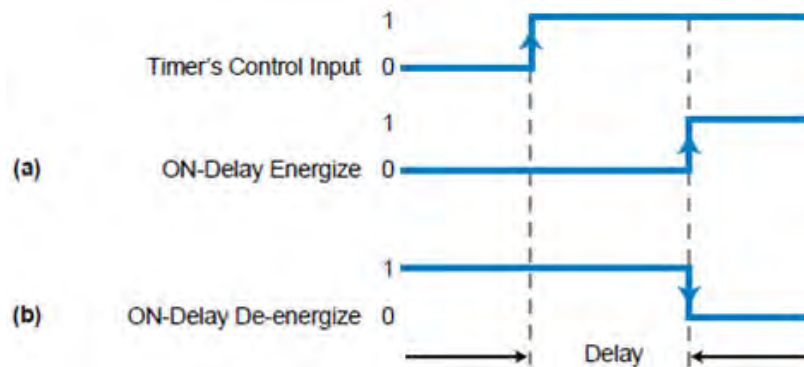 1
Timer's Control Input 0
1
(a) ON-Delay Energize 0
1
(b) ON-Delay De-energize 0
Delay